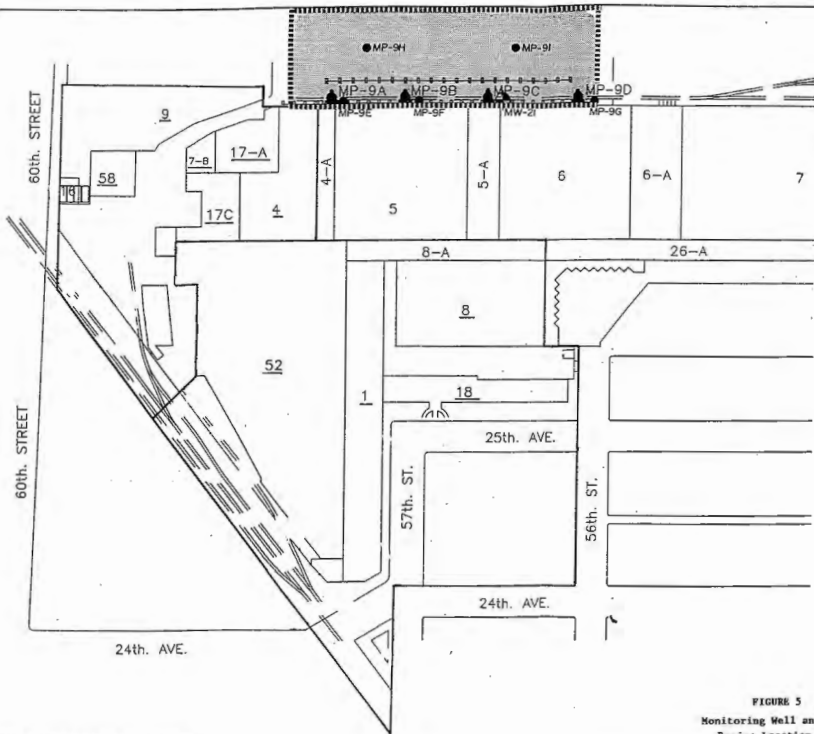 MP-9H
MP-9I
MP-9A
MP-9B
MP-9C
MP-9D
MP-9E
MP-9F
MW-21
MP-9G
60th. STREET
9
58
7-B
17-A
17C
4
4-A
5
5-A
6
6-A
7
8-A
26-A
8
52
1
18
25th. AVE.
60th. STREET
57th. ST.
56th. ST.
24th. AVE.
24th. AVE.
FIGURE 5
Monitoring Well an